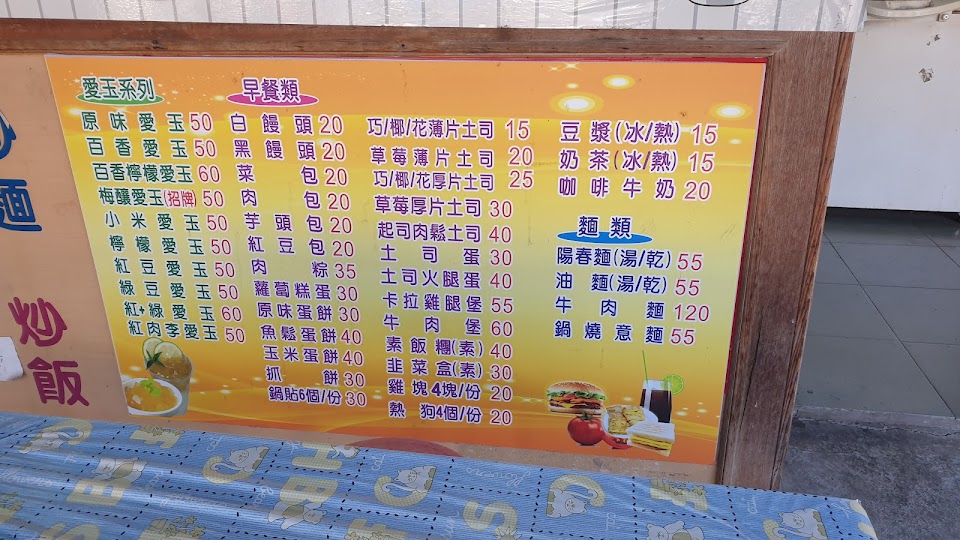 炒飯
愛玉系列
原味愛玉 50
百香愛玉 50
百香檸檬愛玉 60
梅釀愛玉(招牌) 50
小米愛玉 50
檸檬愛玉 50
紅豆愛玉 50
綠豆愛玉 50
紅+綠愛玉 60
紅肉李愛玉 50
早餐類
白饅頭 20
黑饅頭 20
菜包 20
肉包 20
芋頭包 20
紅豆包 20
肉粽 35
蘿蔔糕蛋 30
原味蛋餅 30
魚鬆蛋餅 40
玉米蛋餅 40
抓餅 30
鍋貼6個/份 30
巧/椰/花薄片土司 15
草莓薄片土司 20
巧/椰/花厚片土司 25
草莓厚片土司 30
起司肉鬆土司 40
土司蛋 30
土司火腿蛋 40
卡拉雞腿堡 55
牛肉堡 60
素飯糰(素) 40
韭菜盒(素) 30
雞塊4塊/份 20
熱狗4個/份 20
豆漿(冰/熱) 15
奶茶(冰/熱) 15
咖啡牛奶 20
麵類
陽春麵(湯/乾) 55
油麵(湯/乾) 55
牛肉麵 120
鍋燒意麵 55